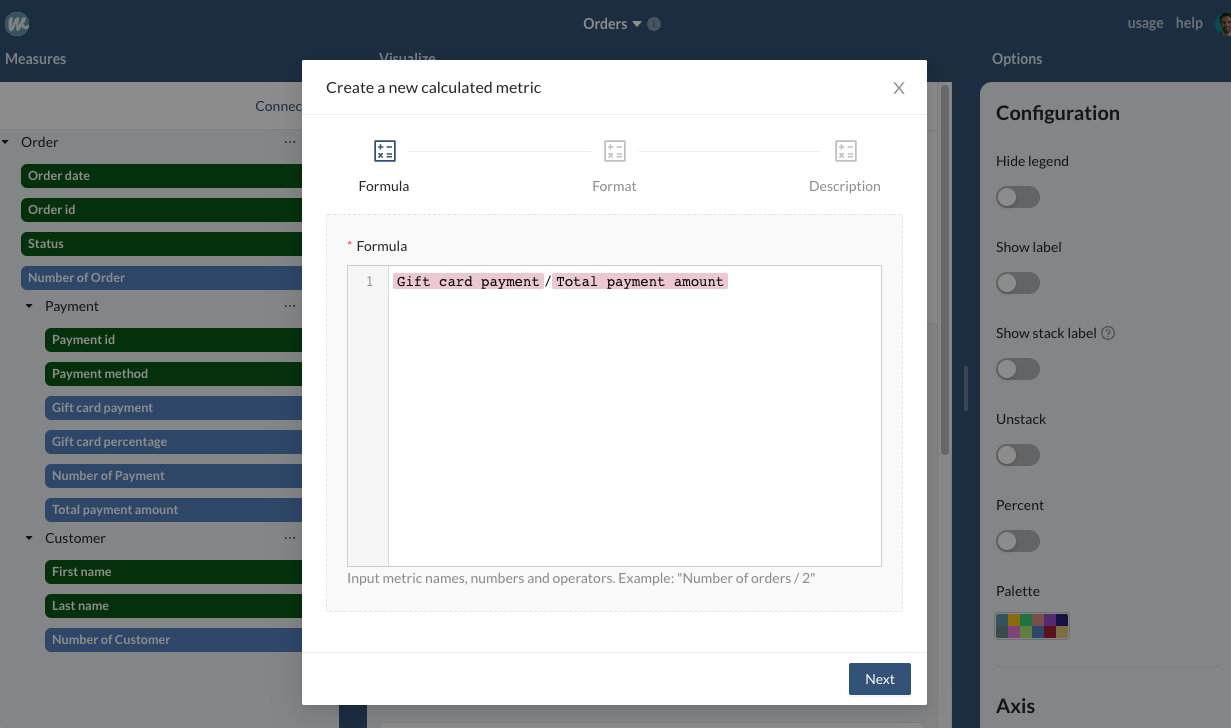 Orders
usage help
Measures
Visualize
Options
Create a new calculated metric
Connec
Formula
Format
Description
Order
Order date
Order id
Status
Number of Order
Payment
Payment id
Payment method
Gift card payment
Gift card percentage
Number of Payment
Total payment amount
Customer
First name
Last name
Number of Customer
* Formula
1 Gift card payment/Total payment amount
Input metric names, numbers and operators. Example: "Number of orders / 2"
Next
Configuration
Hide legend
Show label
Show stack label
Unstack
Percent
Palette
Axis